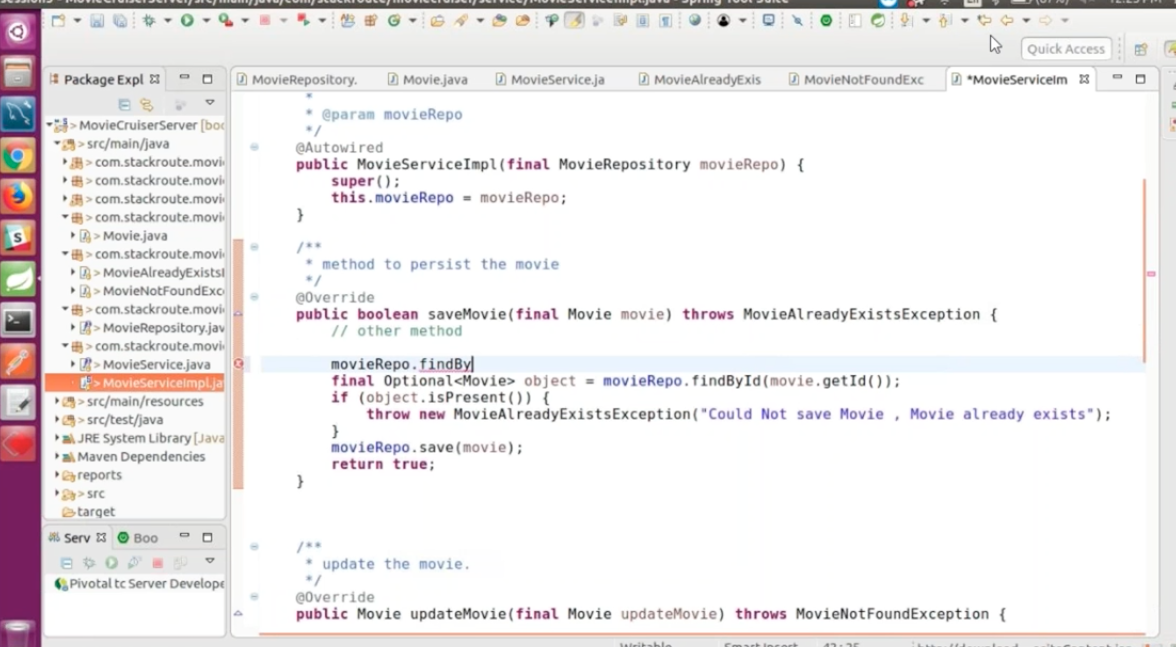 Quick Access
Package Expl
MovieRepository.
Movie.java
MovieService.ja
MovieAlreadyExis
MovieNotFoundExc
*MovieServiceIm
> MovieCruiserServer [boo
> src/main/java
> com.stackroute.movi
> com.stackroute.movi
> com.stackroute.movi
> com.stackroute.movi
> Movie.java
> com.stackroute.movi
> MovieAlreadyExistsI
> MovieNotFoundExc
> com.stackroute.movi
> MovieRepository.jav
> com.stackroute.movi
> MovieService.java
> MovieServiceImpl.ja
> src/main/resources
> src/test/java
JRE System Library [Java
Maven Dependencies
> reports
> src
target
Serv
Boo
Pivotal tc Server Develope
*
* @param movieRepo
*/
@Autowired
public MovieServiceImpl(final MovieRepository movieRepo) {
super();
this.movieRepo = movieRepo;
}
/**
* method to persist the movie
*/
@Override
public boolean saveMovie(final Movie movie) throws MovieAlreadyExistsException {
// other method
movieRepo.findBy
final Optional<Movie> object = movieRepo.findById(movie.getId());
if (object.isPresent()) {
throw new MovieAlreadyExistsException("Could Not save Movie , Movie already exists");
}
movieRepo.save(movie);
return true;
}
/**
* update the movie.
*/
@Override
public Movie updateMovie(final Movie updateMovie) throws MovieNotFoundException {